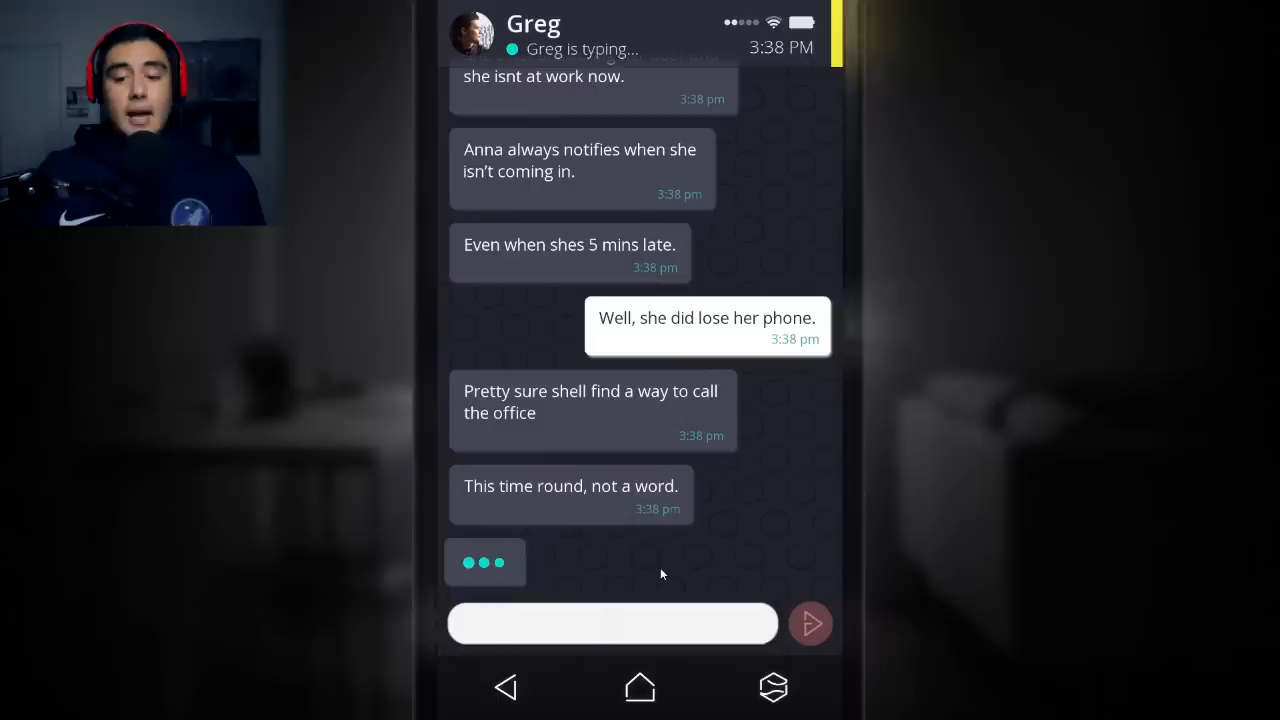 Greg
Greg is typing...
3:38 PM
she isnt at work now.
3:38 pm
Anna always notifies when she
isn't coming in.
3:38 pm
Even when shes 5 mins late.
3:38 pm
Well, she did lose her phone.
3:38 pm
Pretty sure shell find a way to call
the office
3:38 pm
This time round, not a word.
3:38 pm